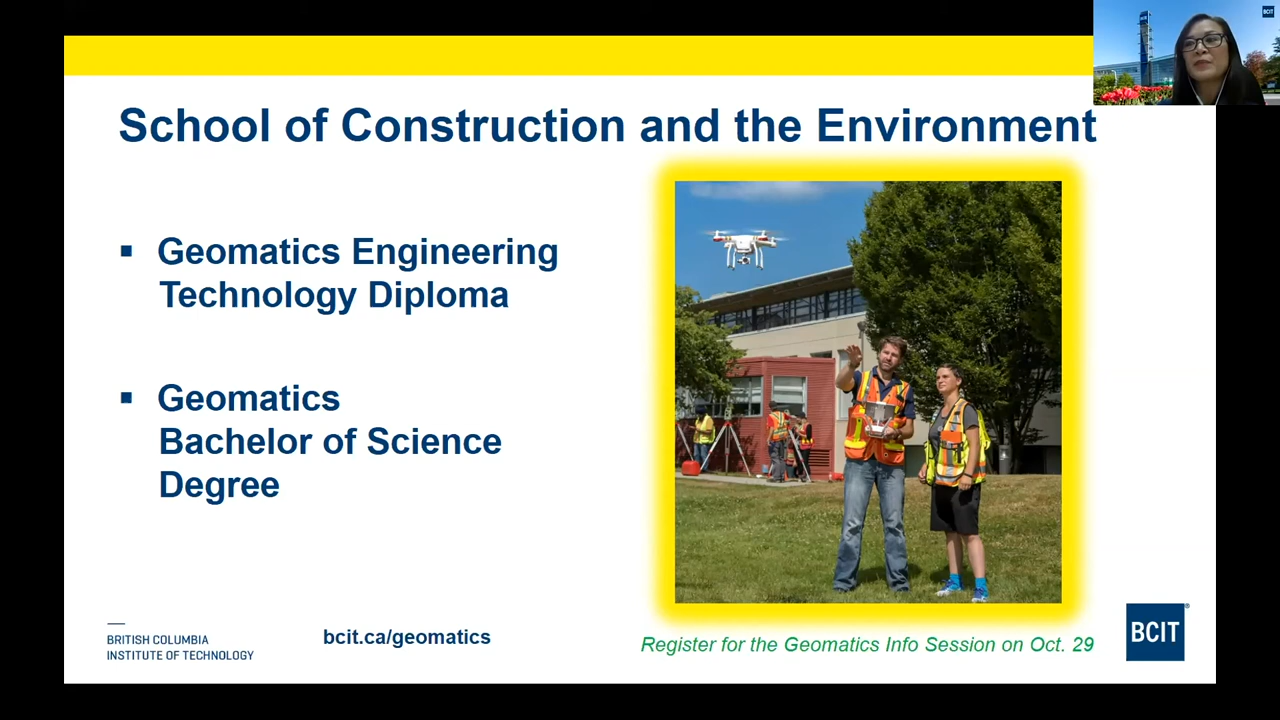 School of Construction and the Environment
▪ Geomatics Engineering
Technology Diploma
▪ Geomatics
Bachelor of Science
Degree
BRITISH COLUMBIA
INSTITUTE OF TECHNOLOGY
bcit.ca/geomatics
Register for the Geomatics Info Session on Oct. 29
BCIT®
BCIT